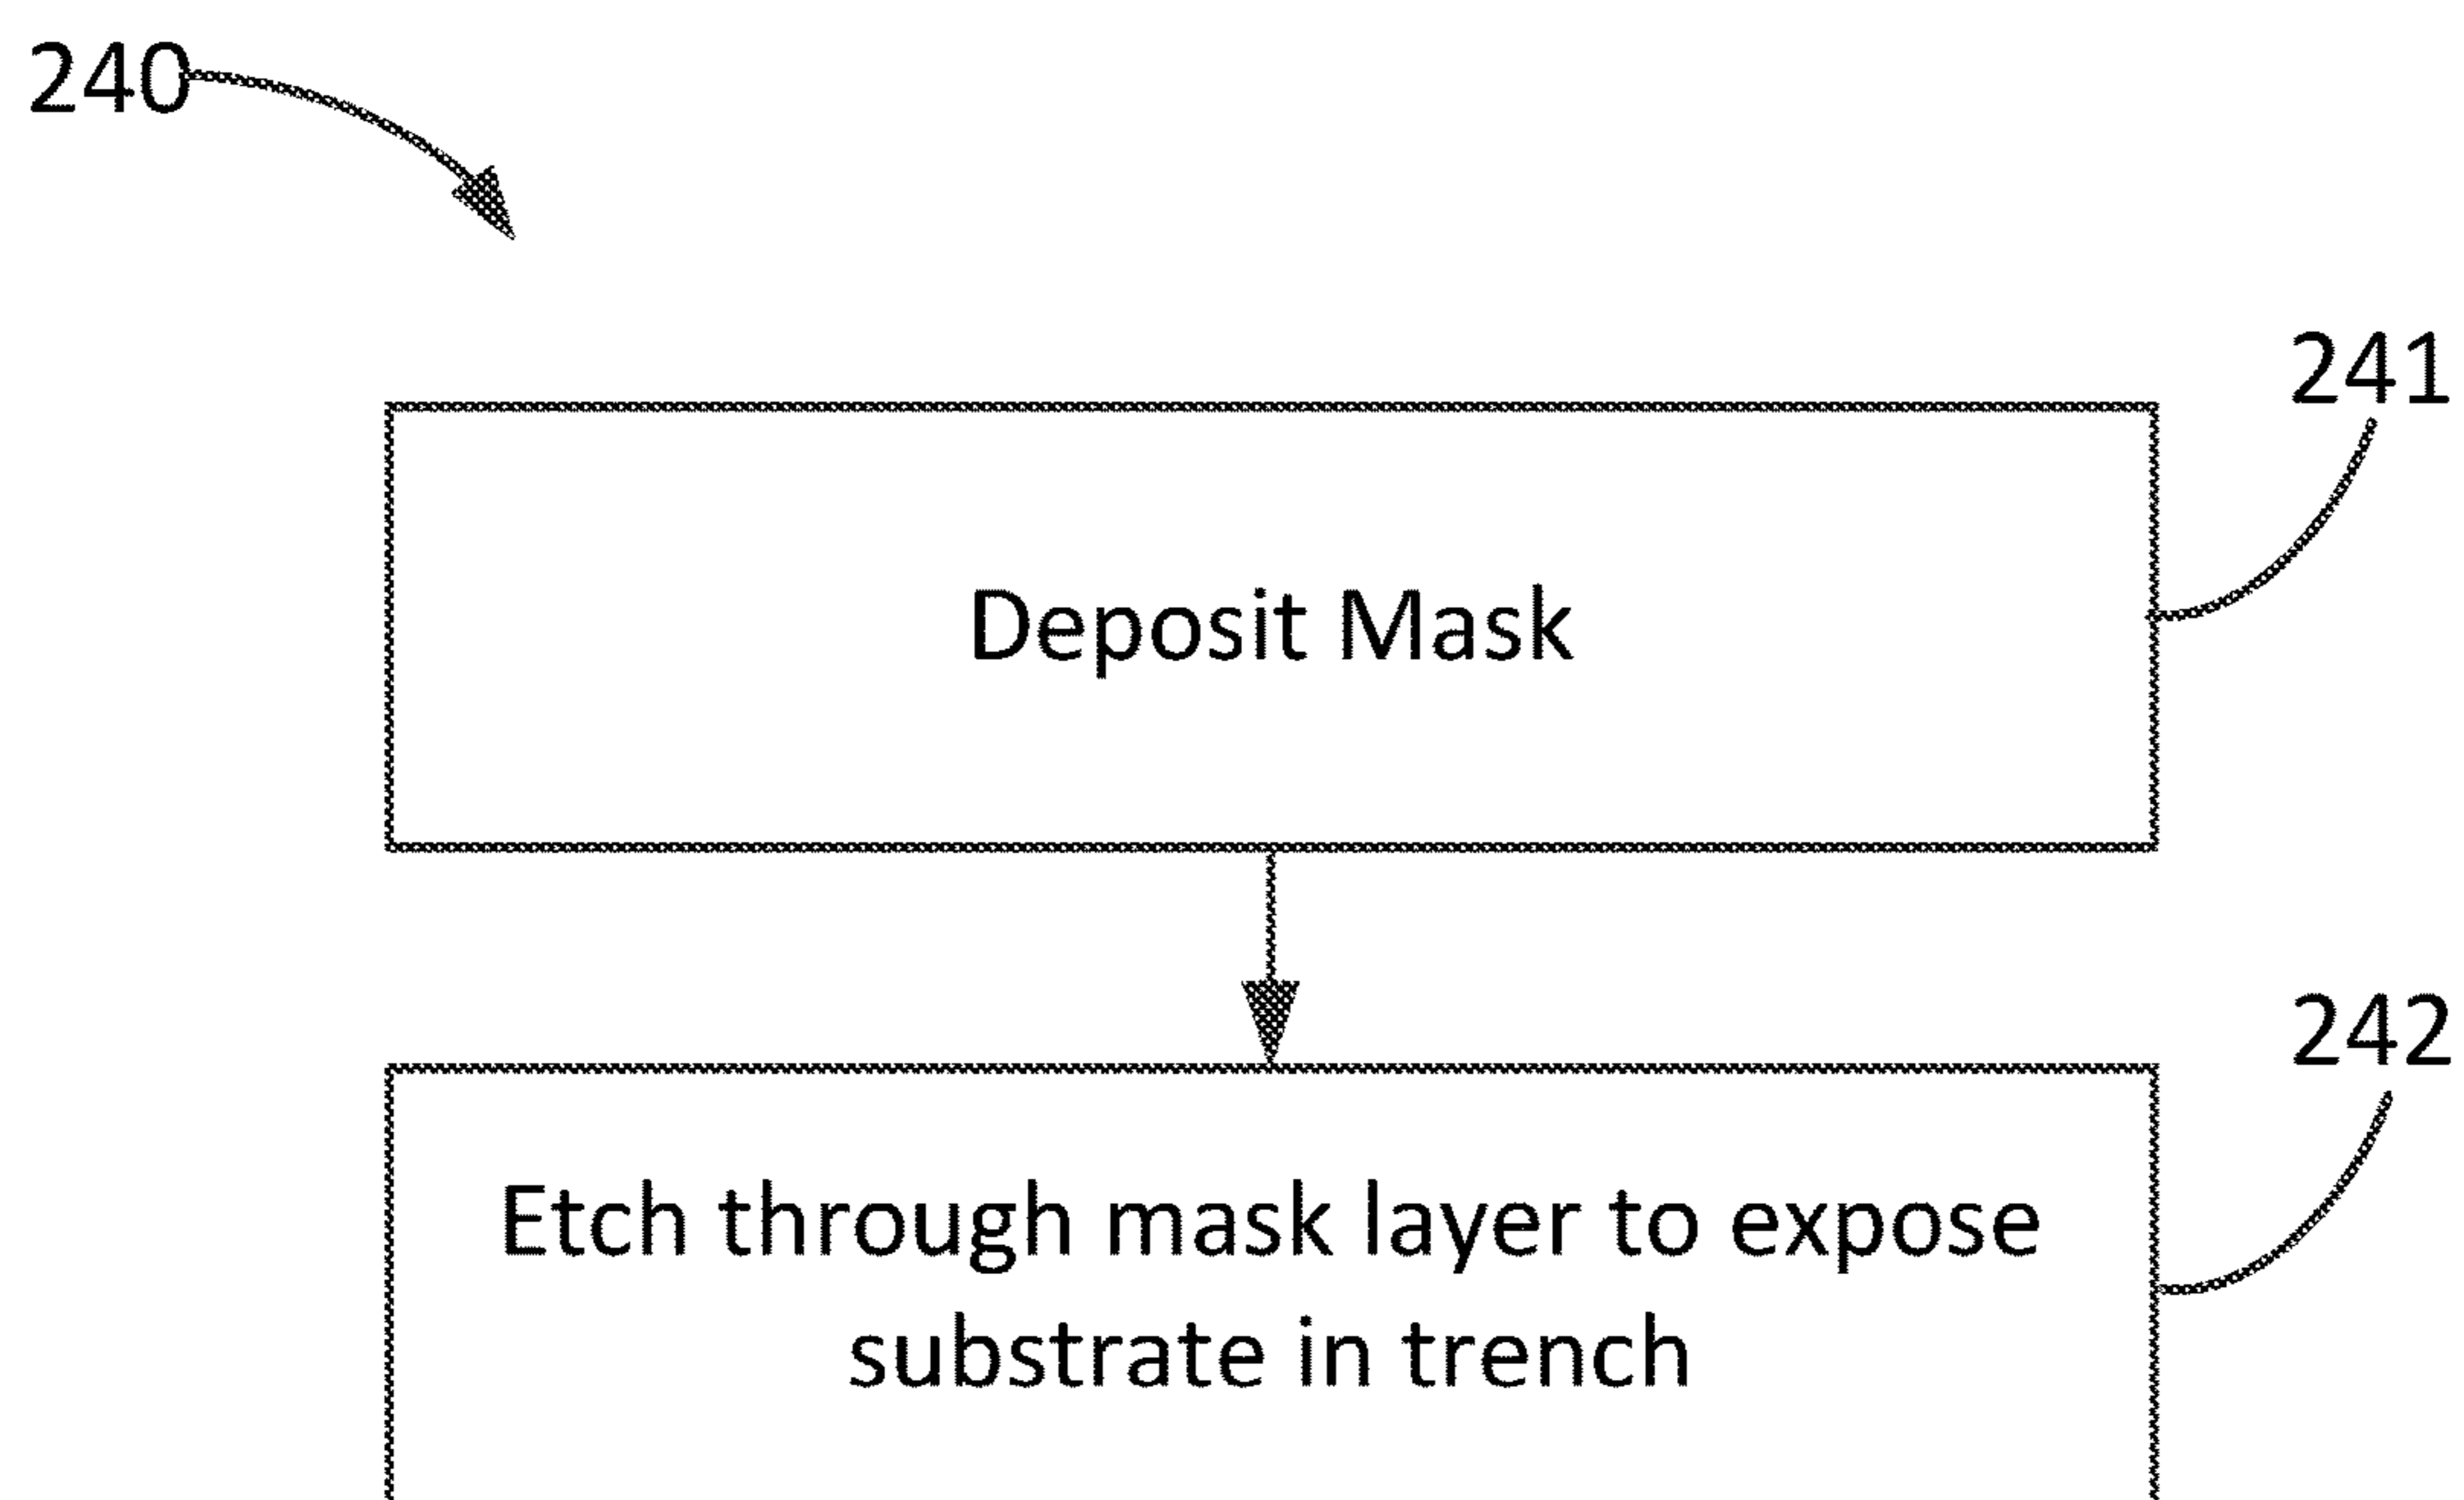 240
241
Deposit Mask
242
Etch through mask layer to expose
substrate in trench